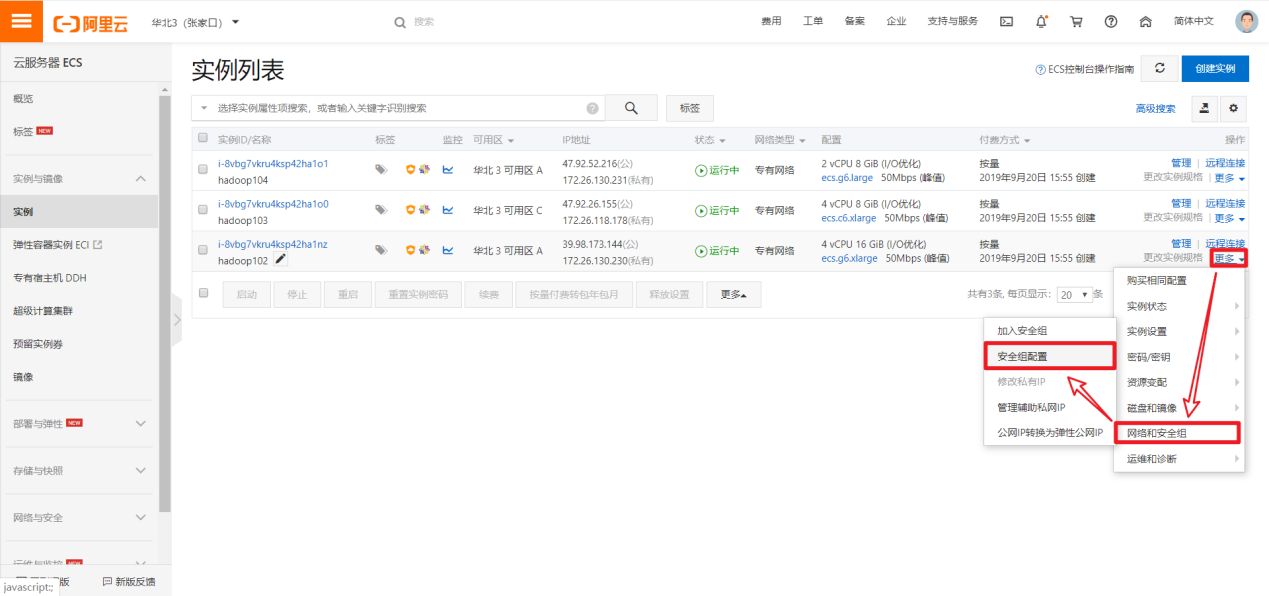 阿里云
华北3（张家口）
搜索
费用 工单 备案 企业 支持与服务 简体中文
云服务器 ECS
概览
标签 NEW
实例与镜像
实例
弹性容器实例 ECI
专有宿主机 DDH
超级计算集群
预留实例券
镜像
部署与弹性 NEW
存储与快照
网络与安全
NEW
版
新版反馈
javascript:;
实例列表
ECS控制台操作指南
创建实例
选择实例属性项搜索，或者输入关键字识别搜索
标签
高级搜索
实例ID/名称 标签 监控 可用区 IP地址 状态 网络类型 配置 付费方式 操作
i-8vbg7vkru4ksp42ha1o1 47.92.52.216(公) 2 vCPU 8 GiB (I/O优化) 按量 管理 | 远程连接
华北 3 可用区 A 运行中 专有网络
hadoop104 172.26.130.231(私有) ecs.g6.large 50Mbps (峰值) 2019年9月20日 15:55 创建 更改实例规格 | 更多
i-8vbg7vkru4ksp42ha1o0 47.92.26.155(公) 4 vCPU 8 GiB (I/O优化) 按量 管理 | 远程连接
华北 3 可用区 C 运行中 专有网络
hadoop103 172.26.118.178(私有) ecs.c6.xlarge 50Mbps (峰值) 2019年9月20日 15:55 创建 更改实例规格 | 更多
i-8vbg7vkru4ksp42ha1nz 39.98.173.144(公) 4 vCPU 16 GiB (I/O优化) 按量 管理 | 远程连接
华北 3 可用区 A 运行中 专有网络
hadoop102 172.26.130.230(私有) ecs.g6.xlarge 50Mbps (峰值) 2019年9月20日 15:55 创建 更改实例规格 | 更多
启动 停止 重启 重置实例密码 续费 按量付费转包年包月 释放设置 更多
共有3条, 每页显示: 20 条
购买相同配置
实例状态
实例设置
密码/密钥
资源变配
磁盘和镜像
网络和安全组
运维和诊断
加入安全组
安全组配置
修改私有IP
管理辅助私网IP
公网IP转换为弹性公网IP